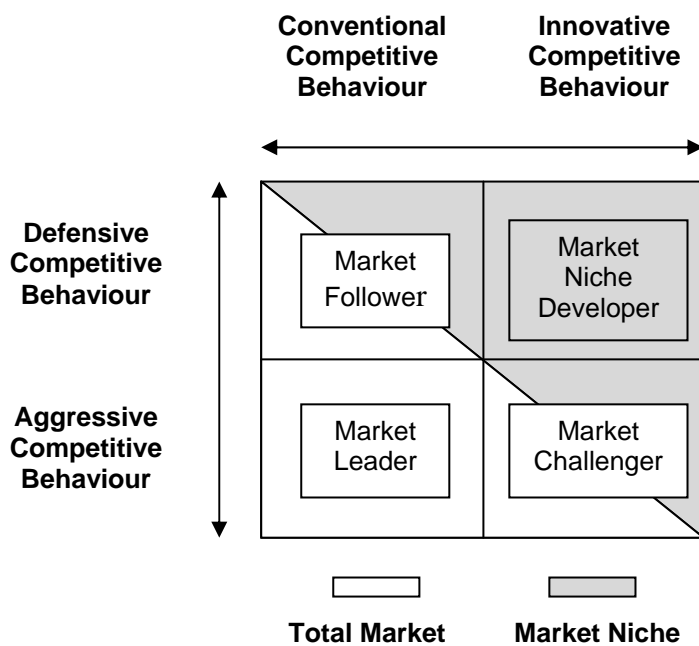 Conventional
Competitive
Behaviour
Innovative
Competitive
Behaviour
Defensive
Competitive
Behaviour
Market
Follower
Market
Niche
Developer
Aggressive
Competitive
Behaviour
Market
Leader
Market
Challenger
Total Market
Market Niche